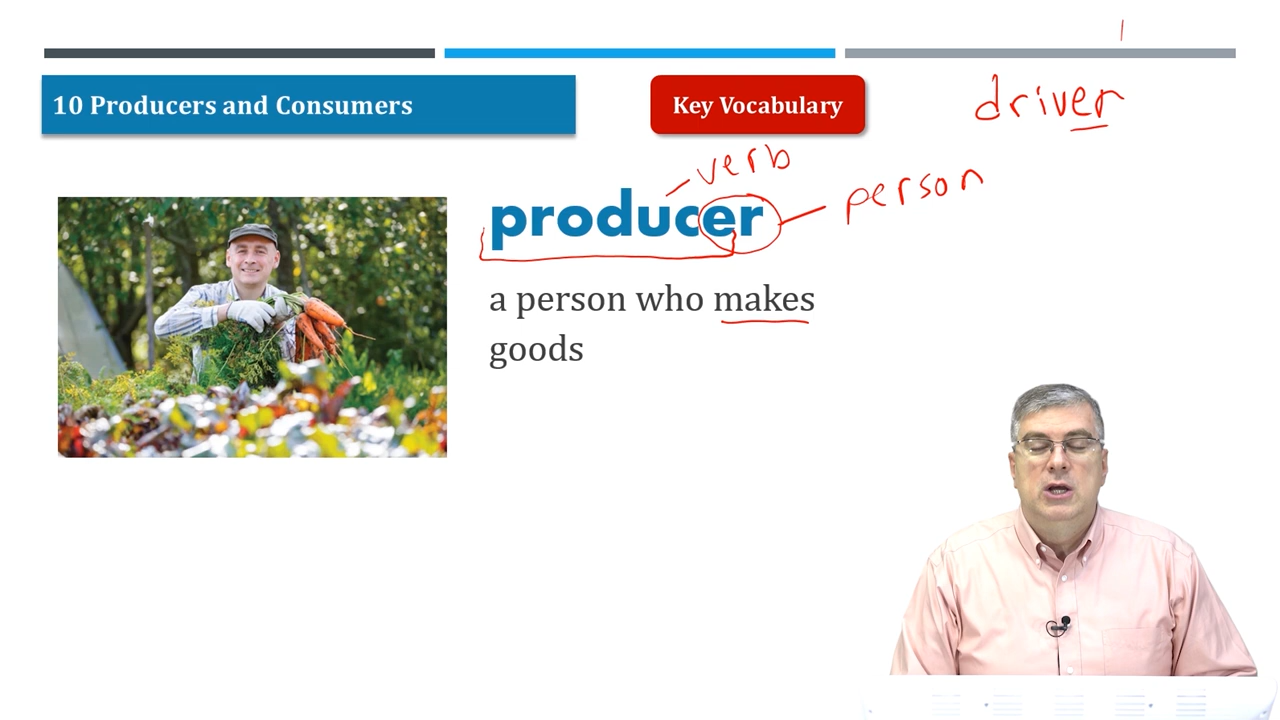 10 Producers and Consumers
Key Vocabulary
driver
verb
producer
person
a person who makes
goods